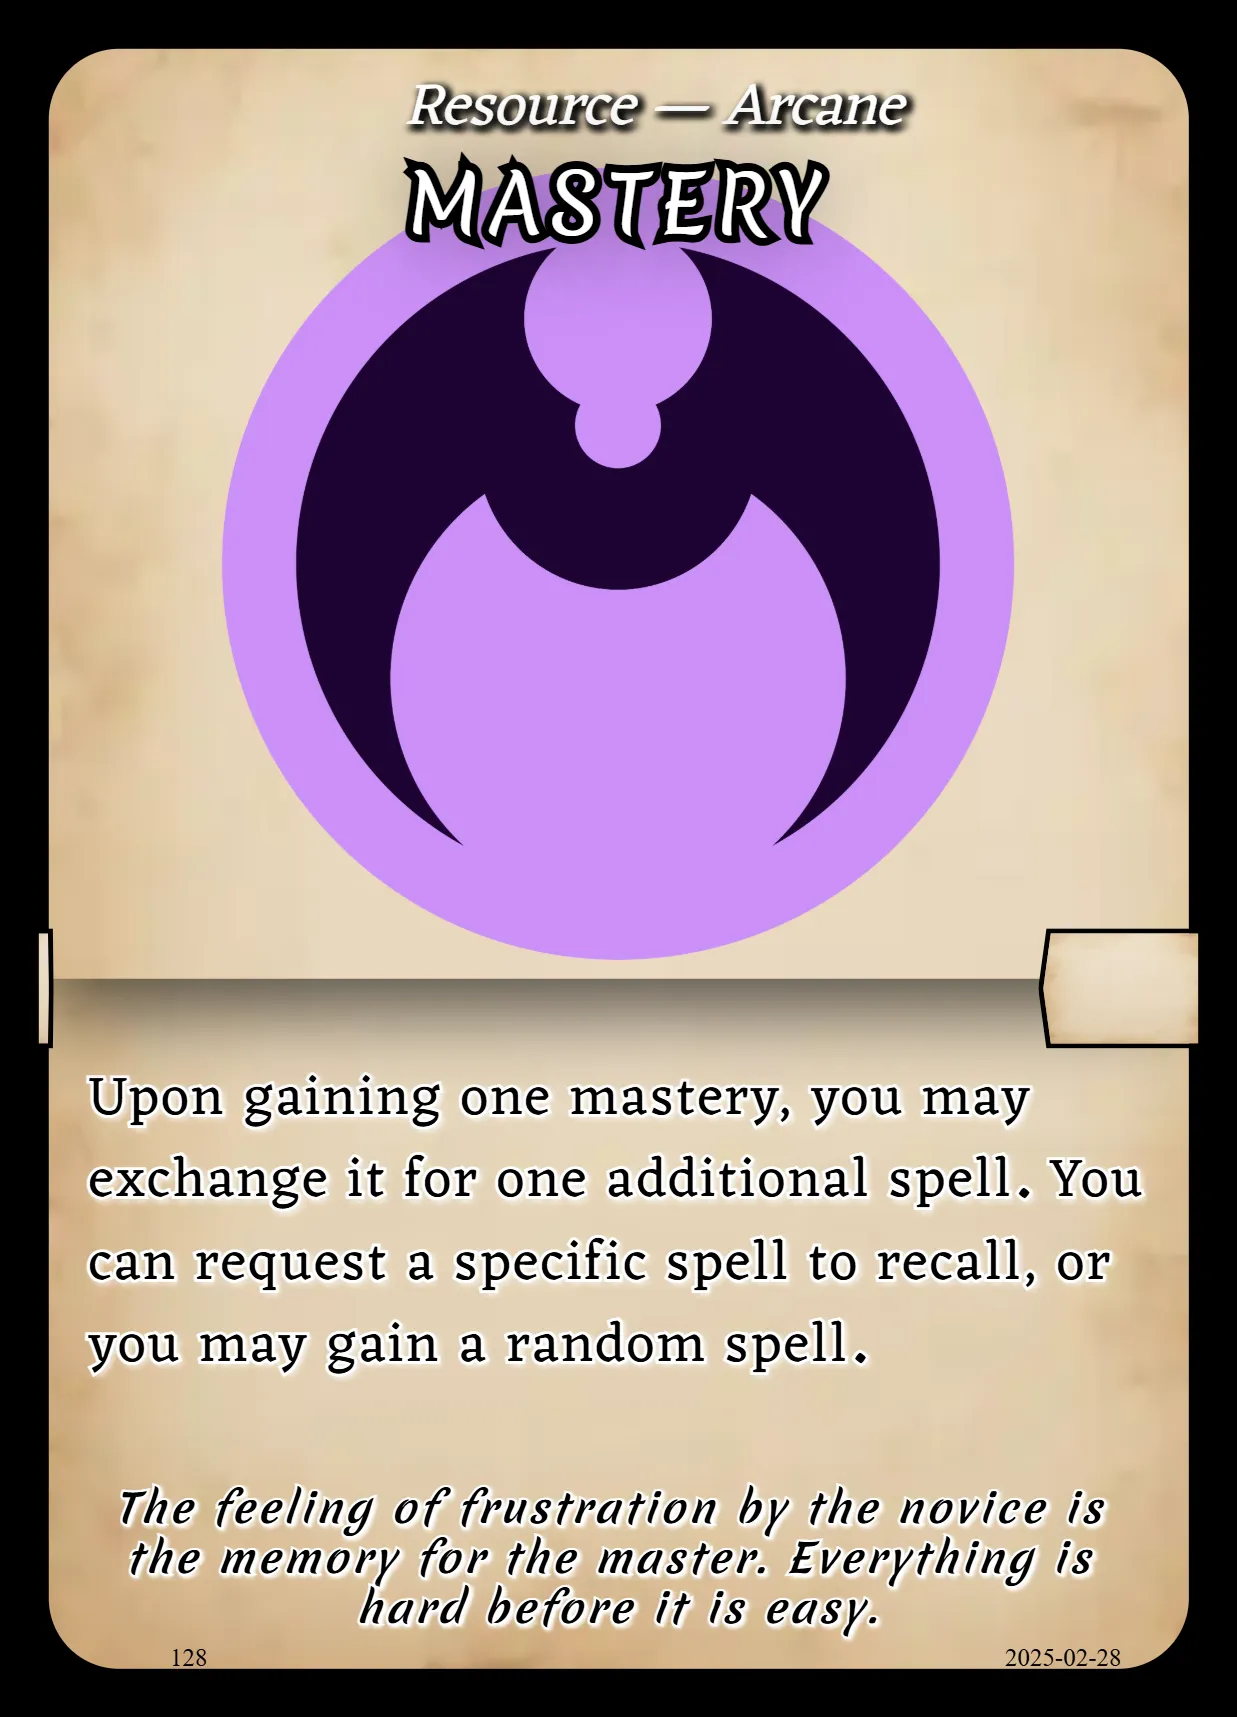 Resource — Arcane
MASTERY
Upon gaining one mastery, you may
exchange it for one additional spell. You
can request a specific spell to recall, or
you may gain a random spell.
The feeling of frustration by the novice is
the memory for the master. Everything is
hard before it is easy.
128
2025-02-28